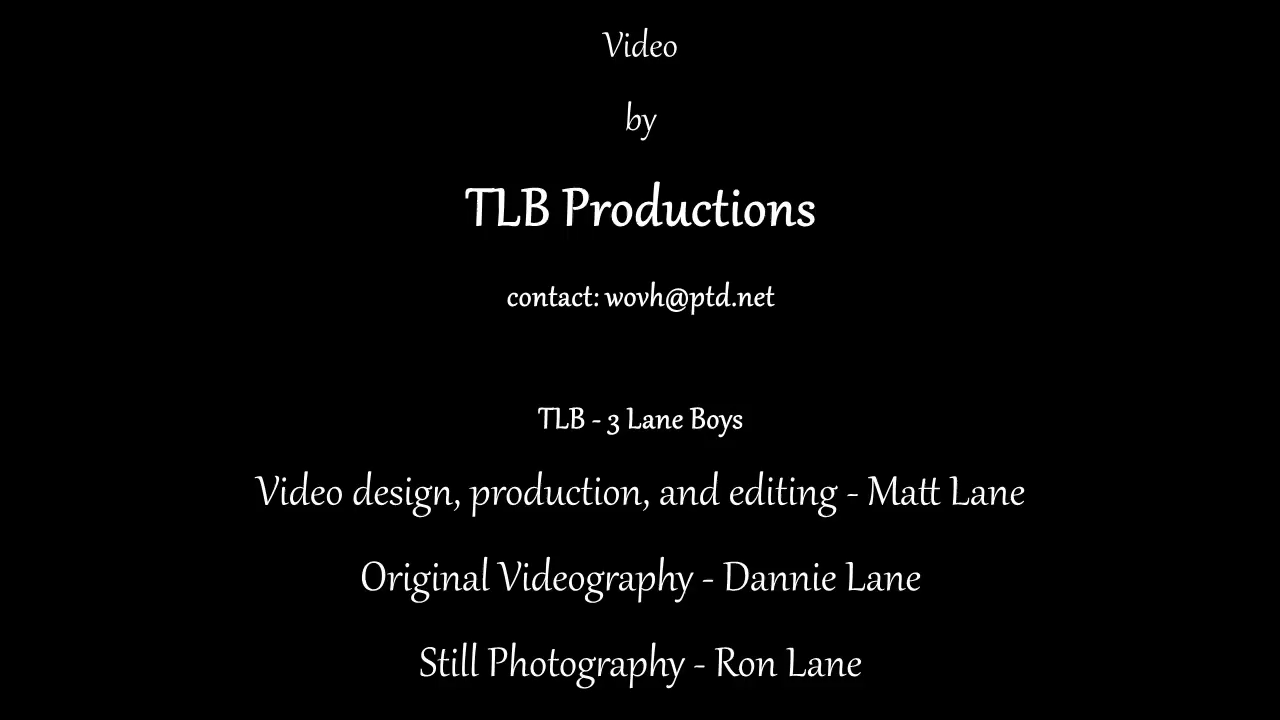 Video
by
TLB Productions
contact: wovh@ptd.net
TLB - 3 Lane Boys
Video design, production, and editing - Matt Lane
Original Videography - Dannie Lane
Still Photography - Ron Lane